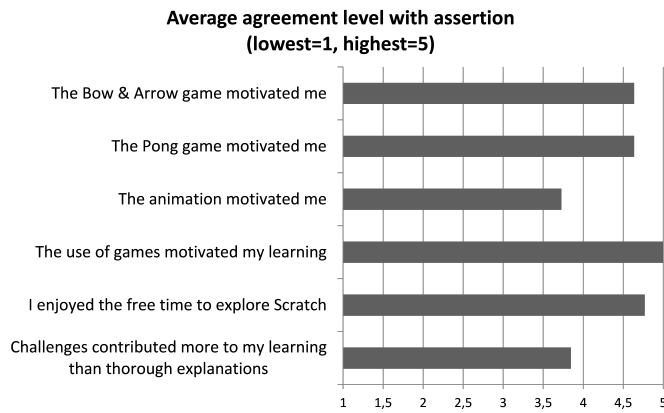 Average agreement level with assertion
(lowest=1, highest=5)
The Bow & Arrow game motivated me
The Pong game motivated me
The animation motivated me
The use of games motivated my learning
I enjoyed the free time to explore Scratch
Challenges contributed more to my learning
than thorough explanations
1 1,5 2 2,5 3 3,5 4 4,5 5